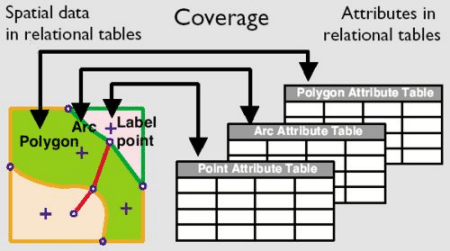 Spatial data
in relational tables
Coverage
Attributes in
relational tables
Polygon Attribute Table
Arc Attribute Table
Point Attribute Table
Arc
Label
point
Polygon